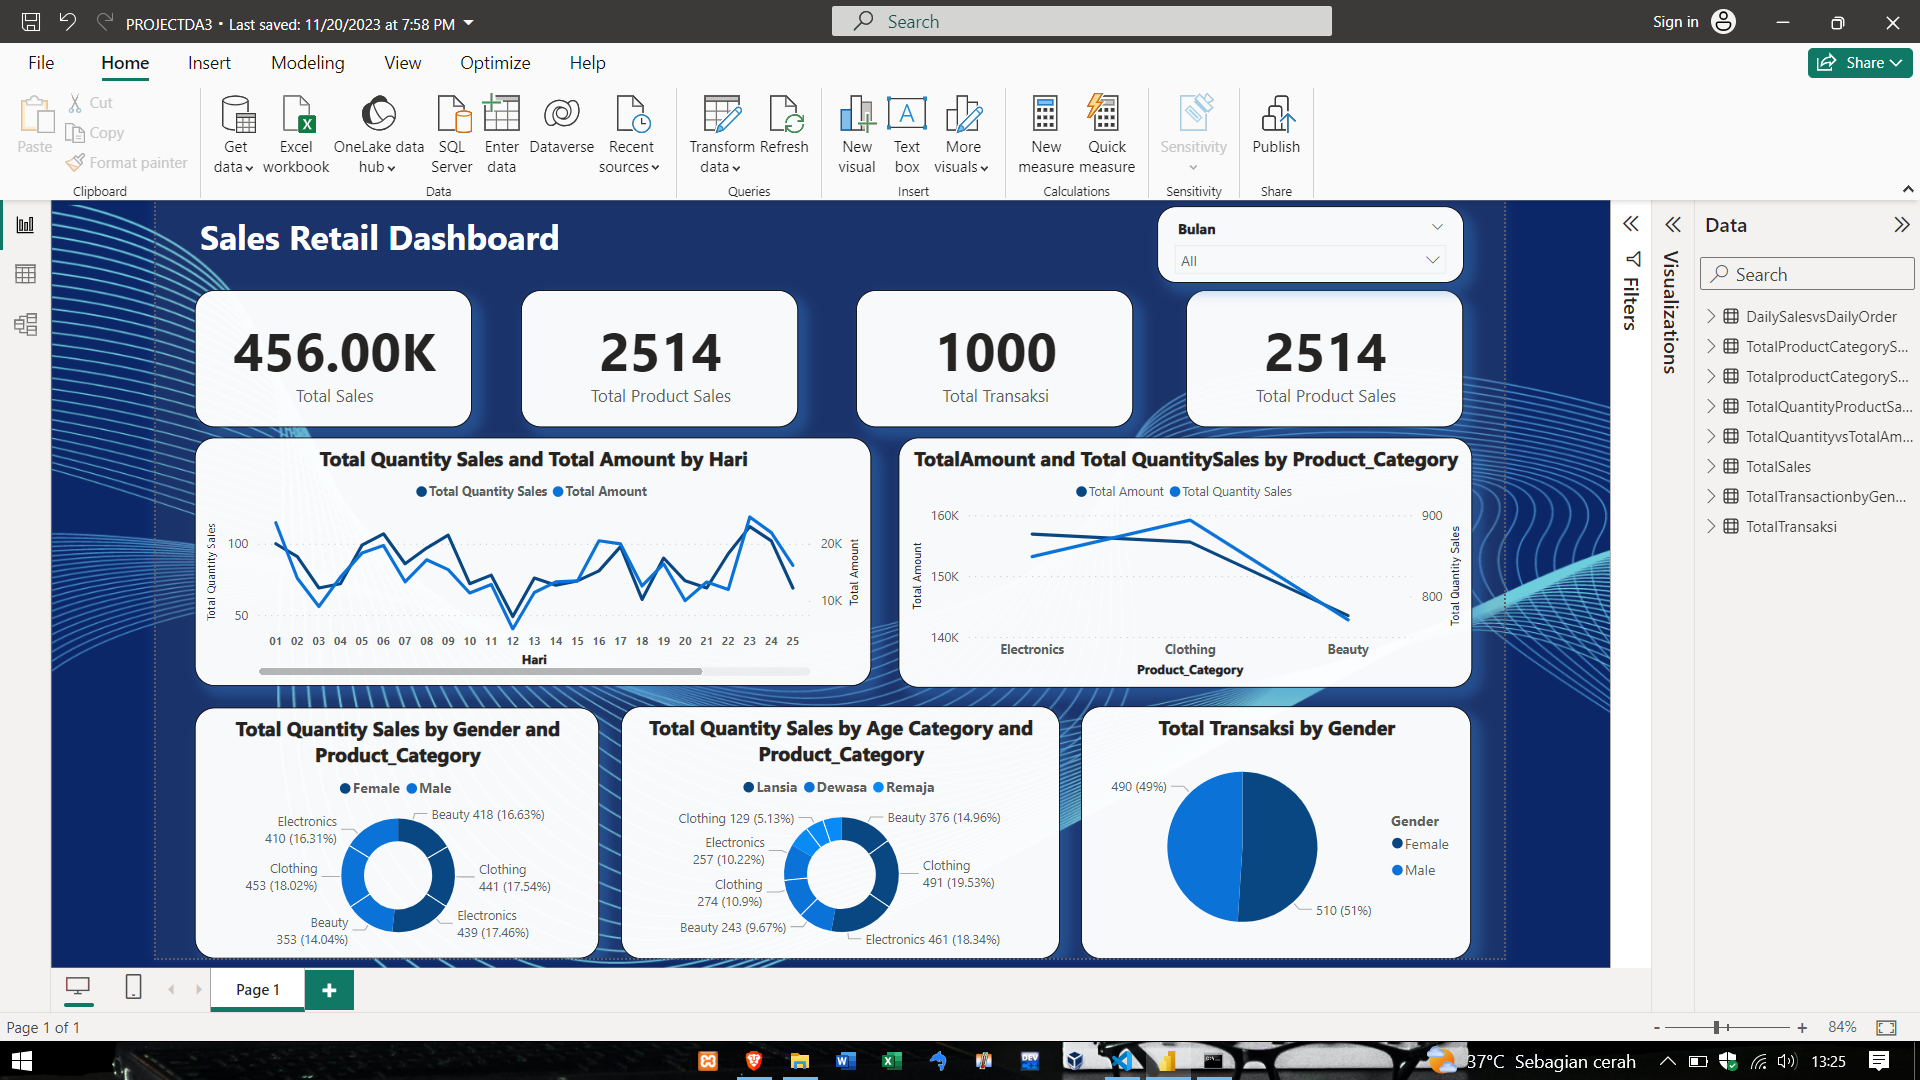 PROJECTDA3 • Last saved: 11/20/2023 at 7:58 PM
Search
Sign in
File Home Insert Modeling View Optimize Help
Share
Paste
Cut
Copy
Format painter
Clipboard
Get data
Excel workbook
OneLake data hub
SQL Server
Enter data
Dataverse
Recent sources
Data
Transform data
Refresh
Queries
New visual
Text box
More visuals
Insert
New measure
Quick measure
Calculations
Sensitivity
Sensitivity
Publish
Share
Sales Retail Dashboard
Bulan
All
456.00K
Total Sales
2514
Total Product Sales
1000
Total Transaksi
2514
Total Product Sales
Total Quantity Sales and Total Amount by Hari
Total Quantity Sales Total Amount
Total Quantity Sales
100
50
20K
10K
Total Amount
01 02 03 04 05 06 07 08 09 10 11 12 13 14 15 16 17 18 19 20 21 22 23 24 25
Hari
TotalAmount and Total QuantitySales by Product_Category
Total Amount Total Quantity Sales
Total Amount
160K
150K
140K
900
800
Total Quantity Sales
Electronics Clothing Beauty
Product_Category
Total Quantity Sales by Gender and
Product_Category
Female Male
Beauty 418 (16.63%)
Clothing
441 (17.54%)
Electronics
439 (17.46%)
Beauty
353 (14.04%)
Clothing
453 (18.02%)
Electronics
410 (16.31%)
Total Quantity Sales by Age Category and
Product_Category
Lansia Dewasa Remaja
Beauty 376 (14.96%)
Clothing
491 (19.53%)
Electronics 461 (18.34%)
Beauty 243 (9.67%)
Clothing
274 (10.9%)
Electronics
257 (10.22%)
Clothing 129 (5.13%)
Total Transaksi by Gender
490 (49%)
510 (51%)
Gender
Female
Male
Filters
Visualizations
Data
Search
DailySalesvsDailyOrder
TotalProductCategoryS...
TotalproductCategoryS...
TotalQuantityProductSa...
TotalQuantityvsTotalAm...
TotalSales
TotalTransactionbyGen...
TotalTransaksi
Page 1
Page 1 of 1
- + 84%
37°C Sebagian cerah
13:25